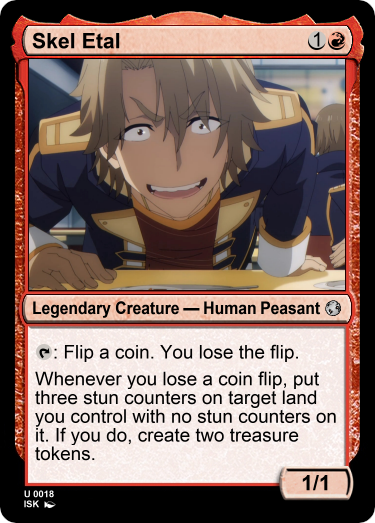 Skel Etal 1
Legendary Creature — Human Peasant
: Flip a coin. You lose the flip.
Whenever you lose a coin flip, put
three stun counters on target land
you control with no stun counters on
it. If you do, create two treasure
tokens.
1/1
U 0018
ISK